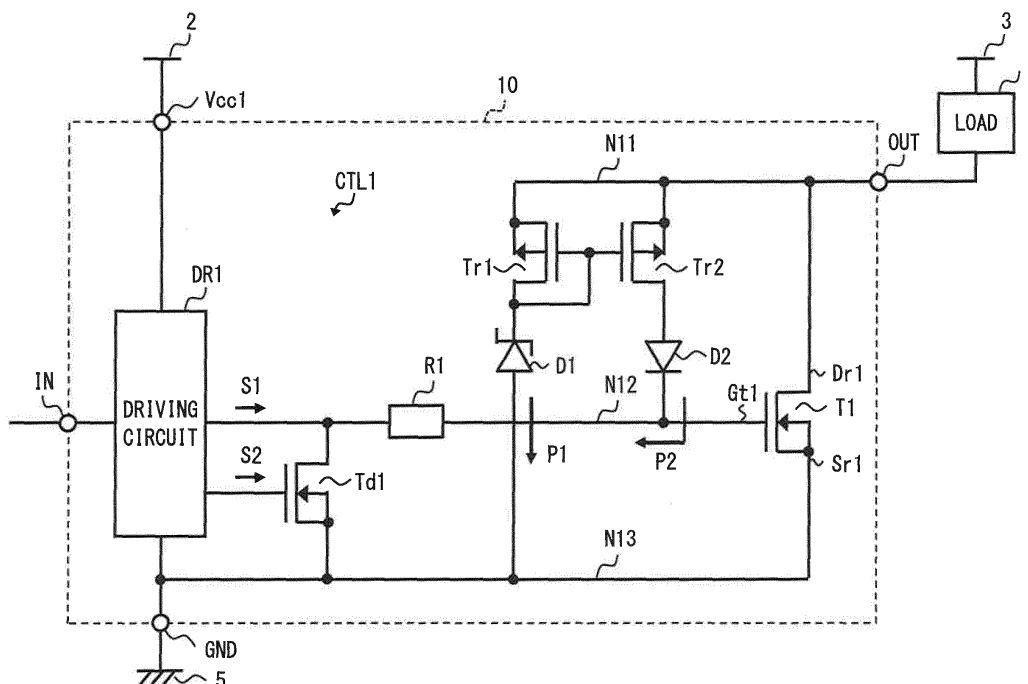 2
3
Vcc1
10
LOAD
OUT
N11
CTL1
Tr1
Tr2
DR1
D1
D2
R1
IN
S1
N12
Gt1
Dr1
T1
DRIVING
CIRCUIT
S2
Td1
P1
P2
Sr1
N13
GND
5